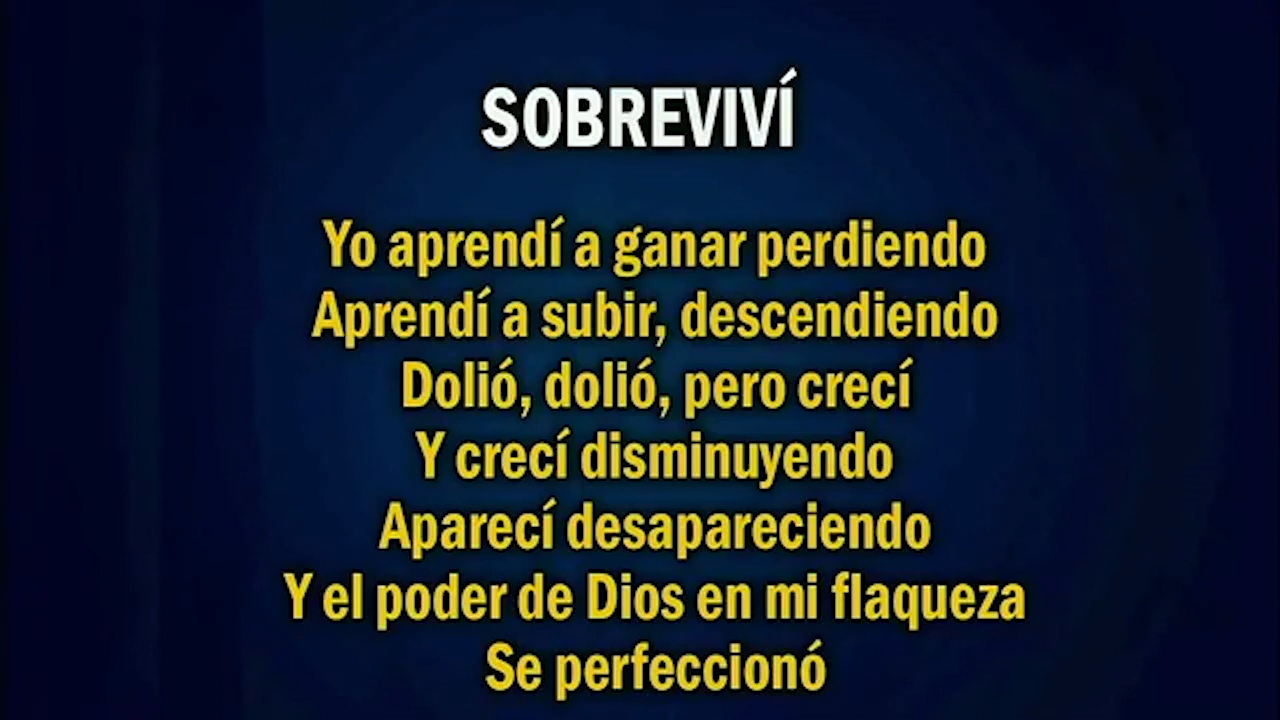 SOBREVIVÍ
Yo aprendí a ganar perdiendo
Aprendí a subir, descendiendo
Dolió, dolió, pero crecí
Y crecí disminuyendo
Aparecí desapareciendo
Y el poder de Dios en mi flaqueza
Se perfeccionó